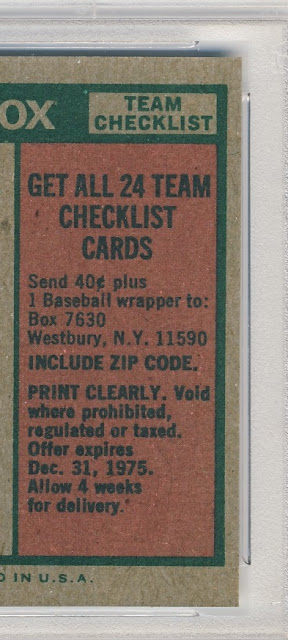 OX
TEAM
CHECKLIST
GET ALL 24 TEAM
CHECKLIST
CARDS
Send 40¢ plus
1 Baseball wrapper to:
Box 7630
Westbury, N.Y. 11590
INCLUDE ZIP CODE.
PRINT CLEARLY. Void
where prohibited,
regulated or taxed.
Offer expires
Dec. 31, 1975.
Allow 4 weeks
for delivery.
D IN U.S.A.